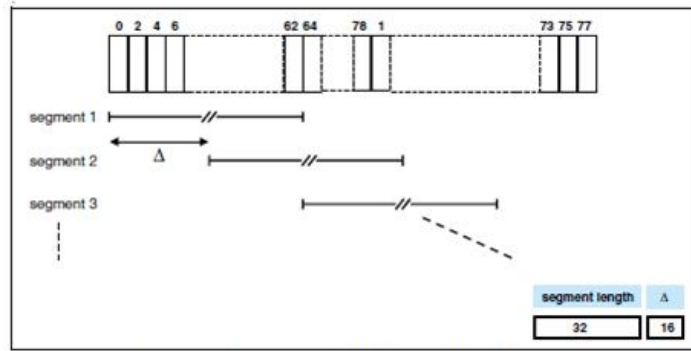 0 2 4 6 62 64 78 1 73 75 77
segment 1
Δ
segment 2
segment 3
segment length Δ
32 16